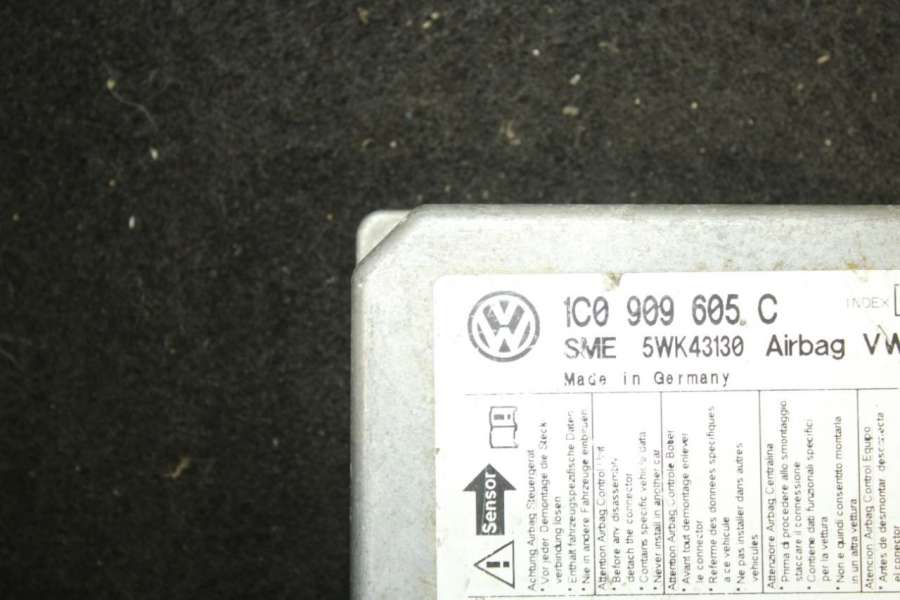 1C0 909 605 C
INDEX
SME 5WK43130 Airbag VW
Made in Germany
Sensor
Achtung Airbag Steuergerät
• Vor jeder Demontage die Steck
verbindung lösen
• Enthält fahrzeugspezifische Daten
• Nie in andere Fahrzeuge einbauen
Attention Airbag Control Unit
• Before any disassembly
detach the connector
• Contains specific vehicle data
• Never install in another car
Attention Airbag Controle Boitier
• Avant tout demontage enlever
le connector
• Referme des donnees specifiques
a ce vehicule
• Ne pas installer dans autres
vehicules
Attenzione Airbag Centralina
• Prima di procedere allo smontaggio
staccare il connessione
• Contiene dati funzionali specifici
per la vettura
• Non e quindi consentito montarla
in un altra vettura
Atencion Airbag Control Equipo
• Antes de desmontar desconecta
el connector